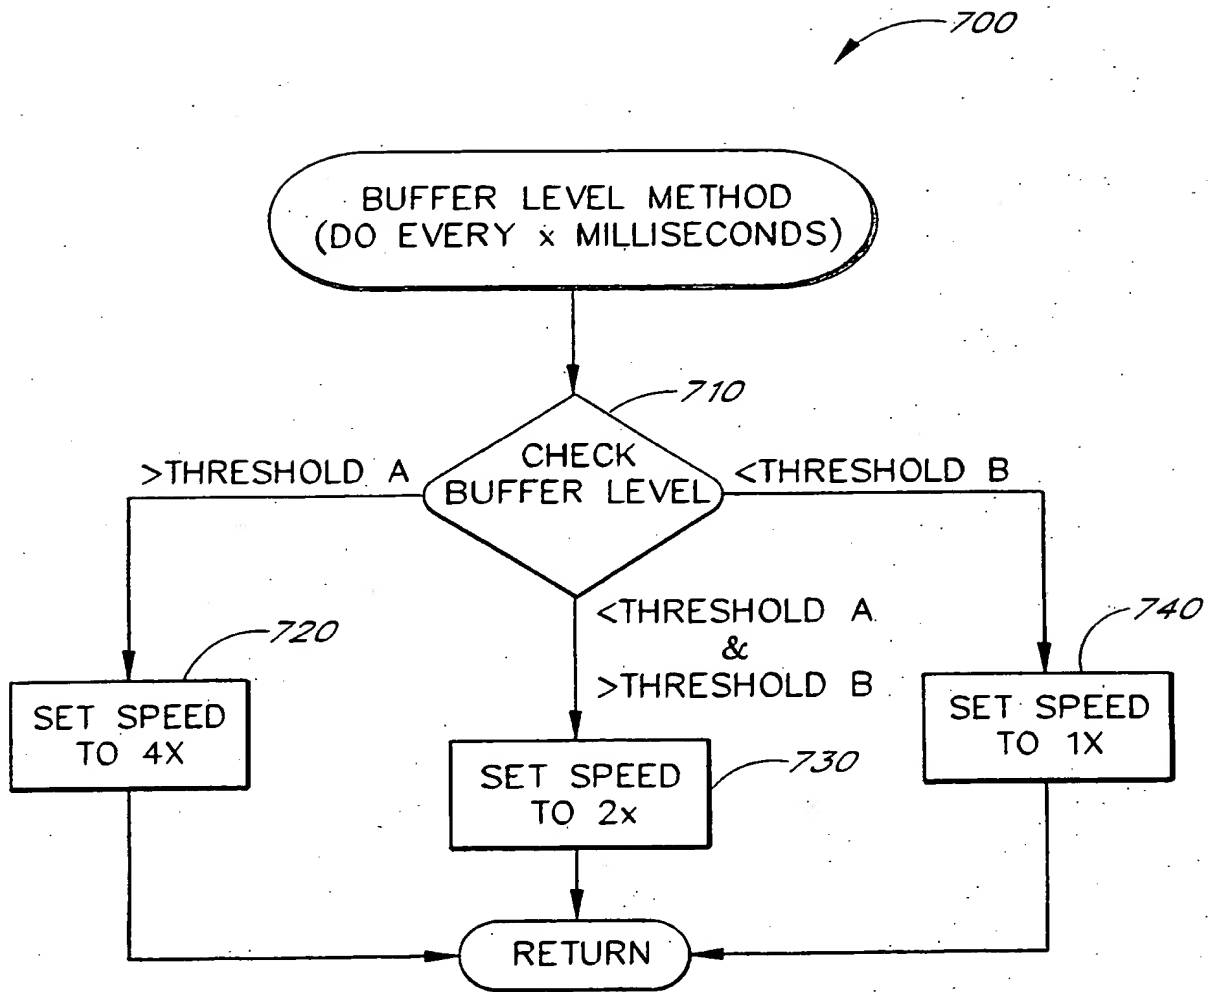 700
BUFFER LEVEL METHOD
(DO EVERY x MILLISECONDS)
710
CHECK
BUFFER LEVEL
>THRESHOLD A
<THRESHOLD B
<THRESHOLD A
&
>THRESHOLD B
720
SET SPEED
TO 4X
730
SET SPEED
TO 2x
740
SET SPEED
TO 1X
RETURN